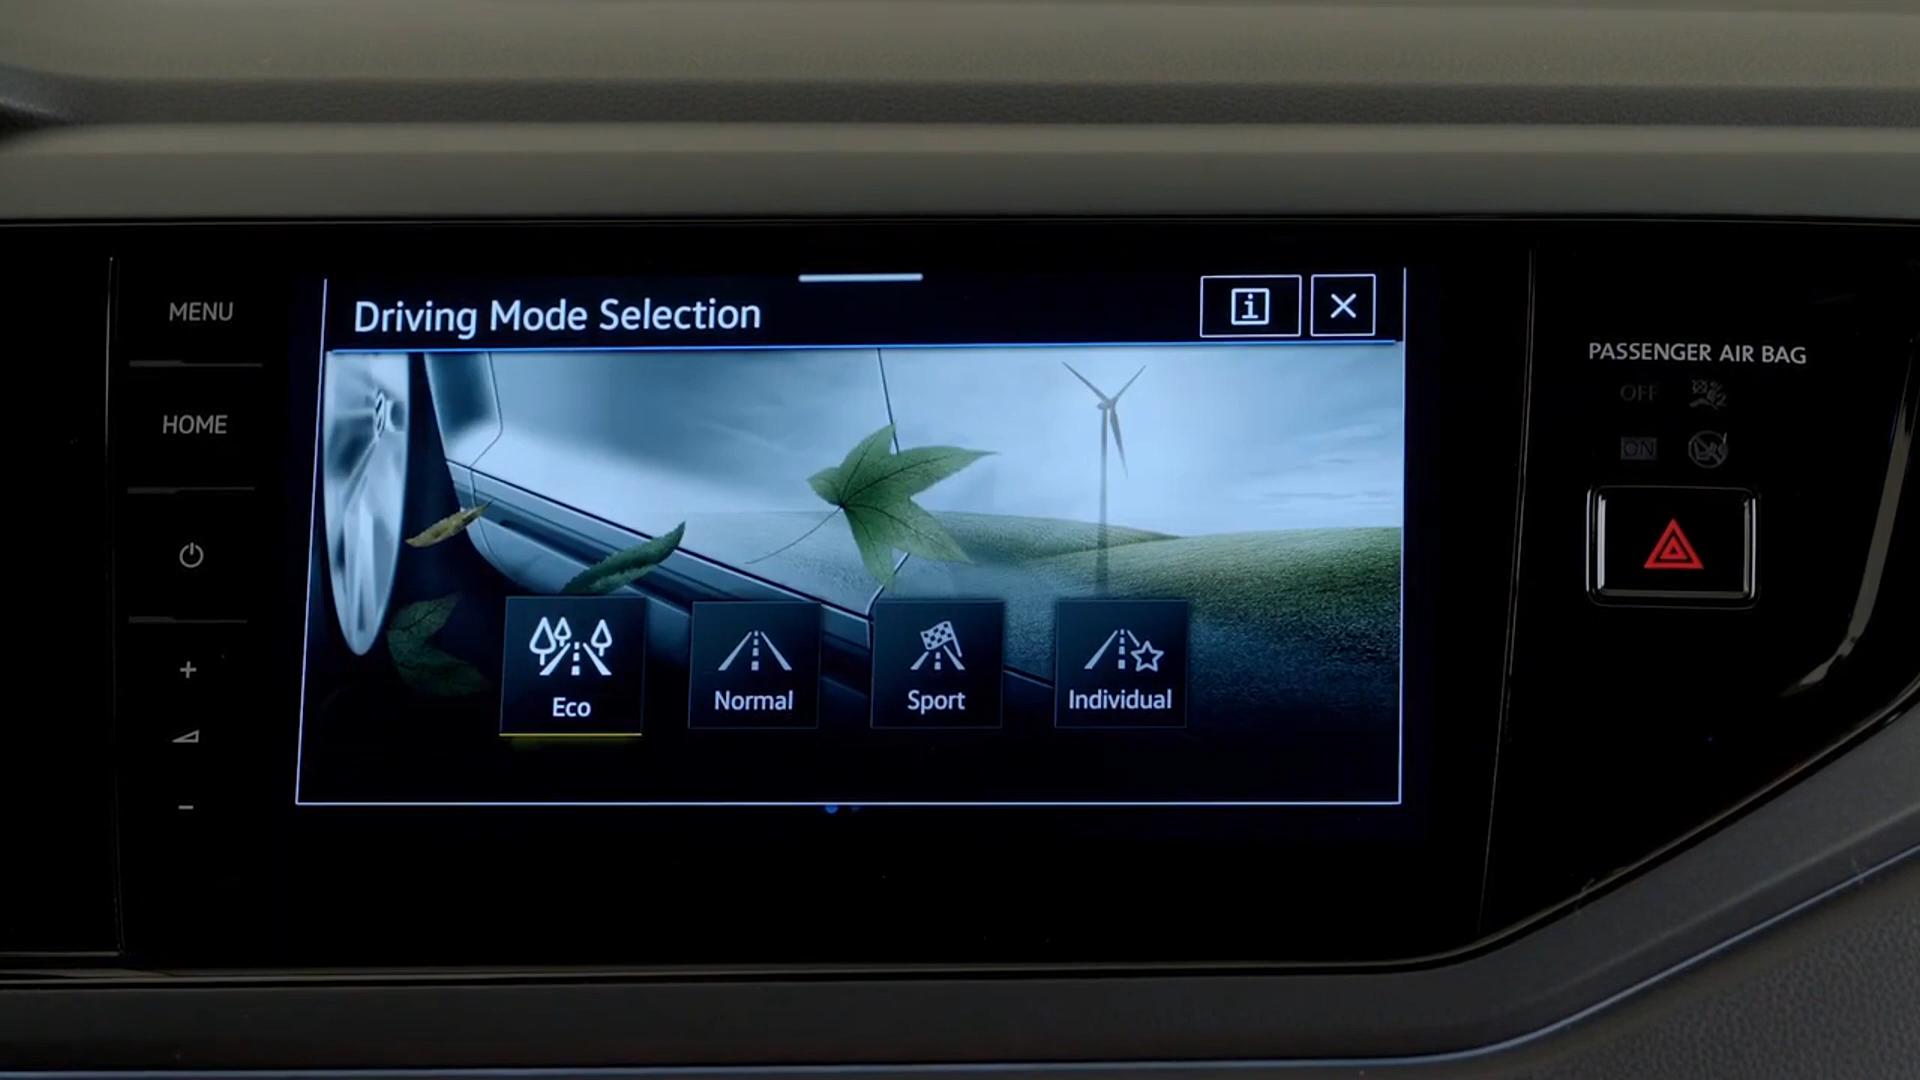 MENU
HOME
Driving Mode Selection
Eco
Normal
Sport
Individual
PASSENGER AIR BAG
OFF
ON